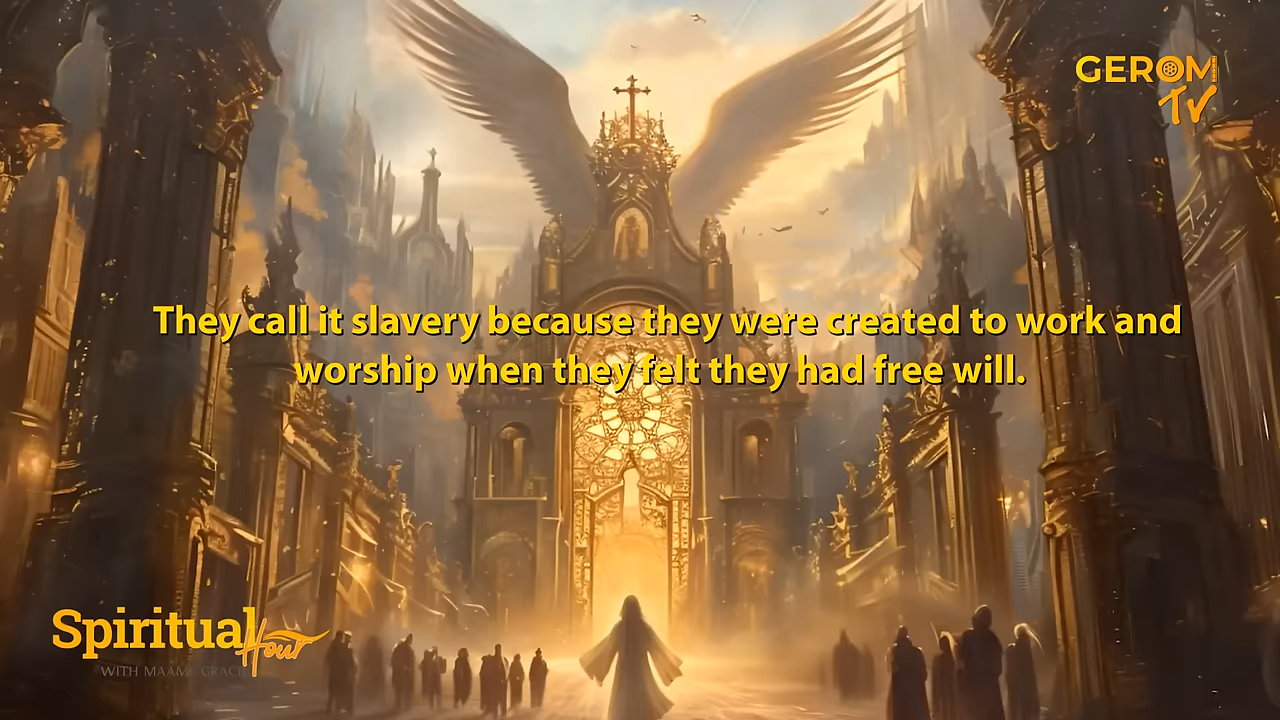 GEROM
TV
They call it slavery because they were created to work and
worship when they felt they had free will.
Spiritual
Hour
WITH MAAME GRACE